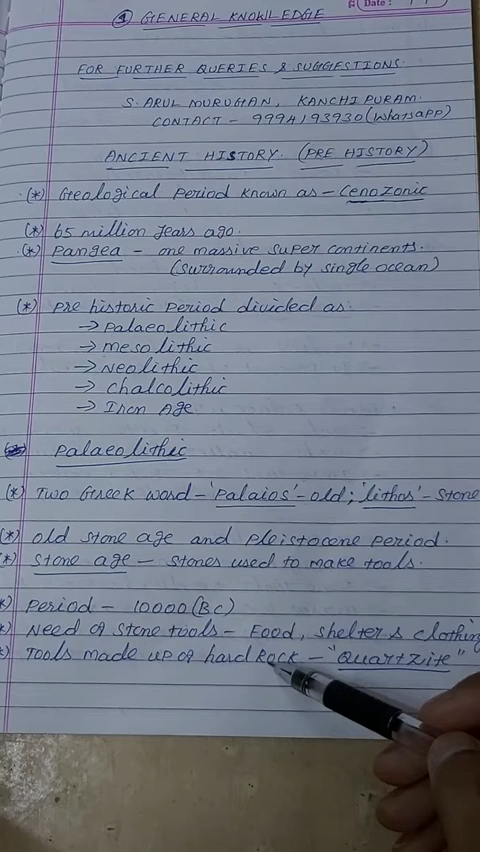 Date:
① GENERAL KNOWLEDGE
FOR FURTHER QUERIES & SUGGESTIONS.
S. ARUL MURUGHAN, KANCHIPURAM.
CONTACT - 9994193930 (WhatsAPP)
ANCIENT HISTORY. (PRE HISTORY)
(*) Geological Period known as - Cenozonic
(*) 65 million years ago.
(*) Pangea - one massive super continents.
(surrounded by single ocean)
(*) Pre historic Period divided as.
→ Palaeolithic
→ mesolithic
→ Neolithic
→ Chalcolithic
→ Iron Age
Palaeolithic
(*) Two Greek word - 'Palaios' - old; 'lithos' - stone
(*) old stone age and Pleistocene Period.
(*) Stone age - stones used to make tools.
(*) Period - 10000 (BC)
(*) Need of stone tools - Food, shelter & clothing
(*) Tools made up of hard Rock - "Quartzite"